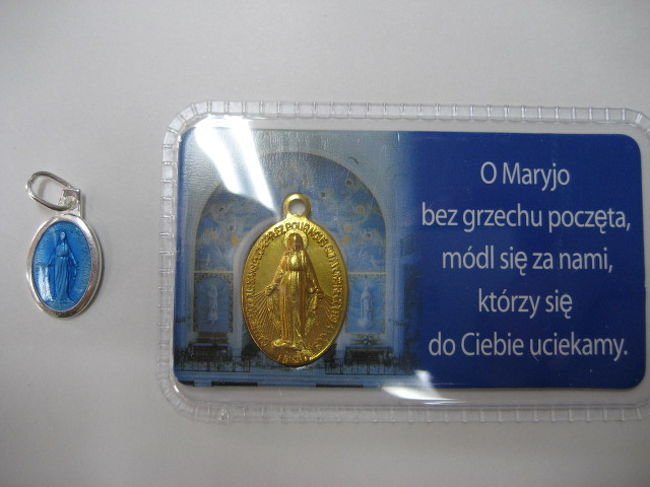 O Maryjo
bez grzechu poczęta,
módl się za nami,
którzy się
do Ciebie uciekamy.